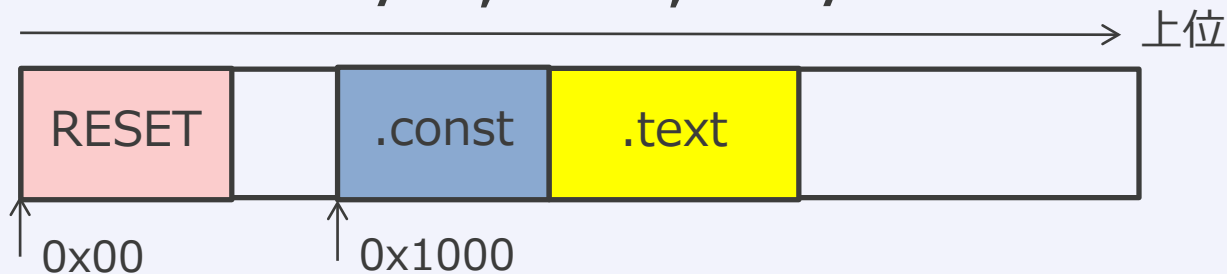 上位
RESET .const .text
0x00 0x1000